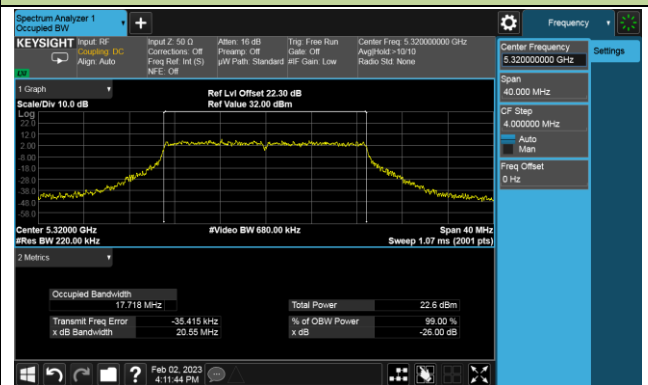 Spectrum Analyzer 1
Occupied BW
Frequency
KEYSIGHT Input: RF
Coupling: DC
Align: Auto
Input Z: 50 Ω
Corrections: Off
Freq Ref: Int (S)
NFE: Off
Atten: 16 dB
Preamp: Off
µW Path: Standard
Trig: Free Run
Gate: Off
#IF Gain: Low
Center Freq: 5.320000000 GHz
Avg|Hold:>10/10
Radio Std: None
Center Frequency
5.320000000 GHz
Settings
Span
40.000 MHz
CF Step
4.000000 MHz
Auto
Man
Freq Offset
0 Hz
1 Graph
Scale/Div 10.0 dB
Ref Lvl Offset 22.30 dB
Ref Value 32.00 dBm
Log
22.0
12.0
2.00
-8.00
-18.0
-28.0
-38.0
-48.0
-58.0
Center 5.32000 GHz
#Res BW 220.00 kHz
#Video BW 680.00 kHz
Span 40 MHz
Sweep 1.07 ms (2001 pts)
2 Metrics
Occupied Bandwidth
17.718 MHz
Total Power 22.6 dBm
Transmit Freq Error -35.415 kHz
% of OBW Power 99.00 %
x dB Bandwidth 20.55 MHz
x dB -26.00 dB
Feb 02, 2023
4:11:44 PM